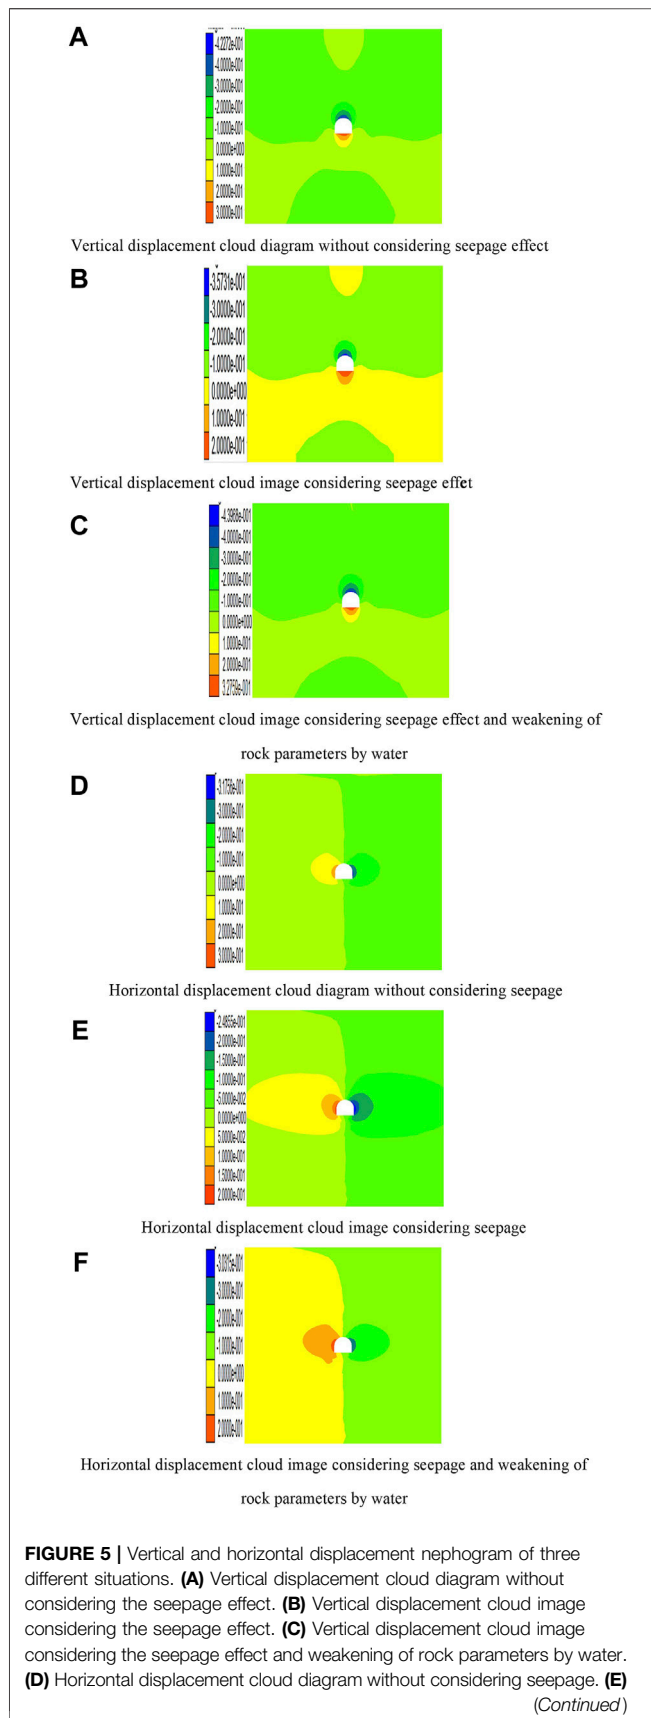 A
-4.2272e-001
-4.0000e-001
-3.0000e-001
-2.0000e-001
-1.0000e-001
0.0000e+000
1.0000e-001
2.0000e-001
3.0000e-001
Vertical displacement cloud diagram without considering seepage effect
B
-3.5731e-001
-3.0000e-001
-2.0000e-001
-1.0000e-001
0.0000e+000
1.0000e-001
2.0000e-001
Vertical displacement cloud image considering seepage effect
C
-4.3968e-001
-4.0000e-001
-3.0000e-001
-2.0000e-001
-1.0000e-001
0.0000e+000
1.0000e-001
2.0000e-001
3.2759e-001
Vertical displacement cloud image considering seepage effect and weakening of
rock parameters by water
D
-3.1758e-001
-3.0000e-001
-2.0000e-001
-1.0000e-001
0.0000e+000
1.0000e-001
2.0000e-001
3.0000e-001
Horizontal displacement cloud diagram without considering seepage
E
-2.4855e-001
-2.0000e-001
-1.5000e-001
-1.0000e-001
-5.0000e-002
0.0000e+000
5.0000e-002
1.0000e-001
1.5000e-001
2.0000e-001
Horizontal displacement cloud image considering seepage
F
-3.0315e-001
-3.0000e-001
-2.0000e-001
-1.0000e-001
0.0000e+000
1.0000e-001
2.0000e-001
Horizontal displacement cloud image considering seepage and weakening of
rock parameters by water
FIGURE 5 | Vertical and horizontal displacement nephogram of three
different situations. (A) Vertical displacement cloud diagram without
considering the seepage effect. (B) Vertical displacement cloud image
considering the seepage effect. (C) Vertical displacement cloud image
considering the seepage effect and weakening of rock parameters by water.
(D) Horizontal displacement cloud diagram without considering seepage. (E)
(Continued)